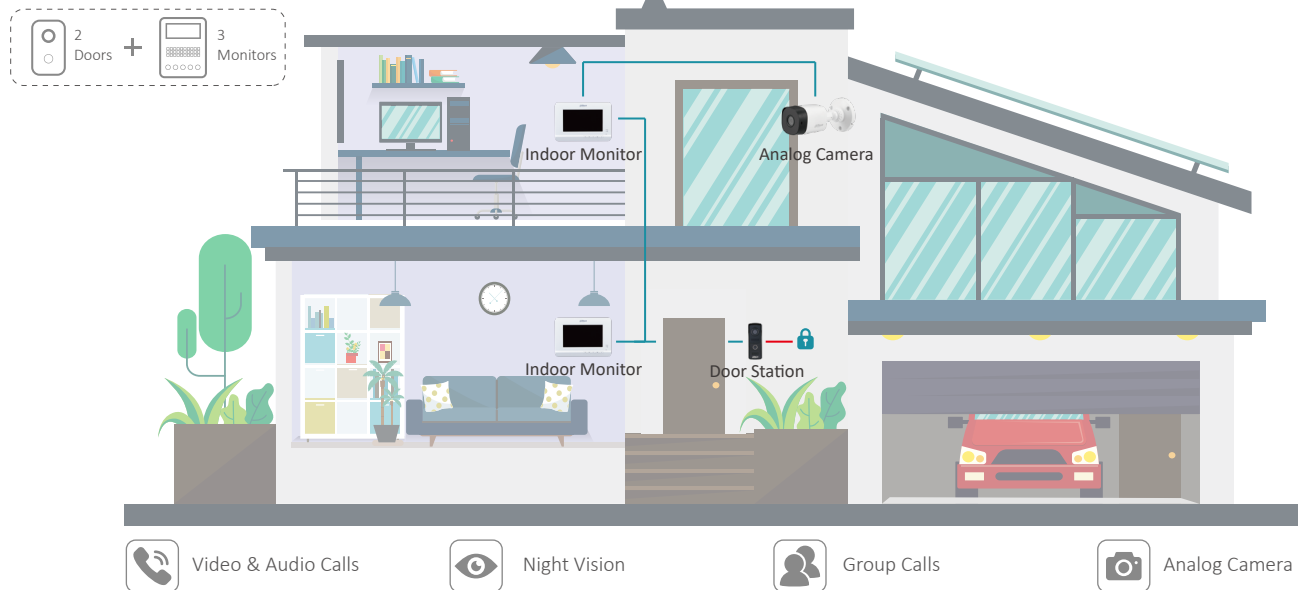 2
Doors
3
Monitors
Indoor Monitor
Analog Camera
Indoor Monitor
Door Station
Video & Audio Calls
Night Vision
Group Calls
Analog Camera